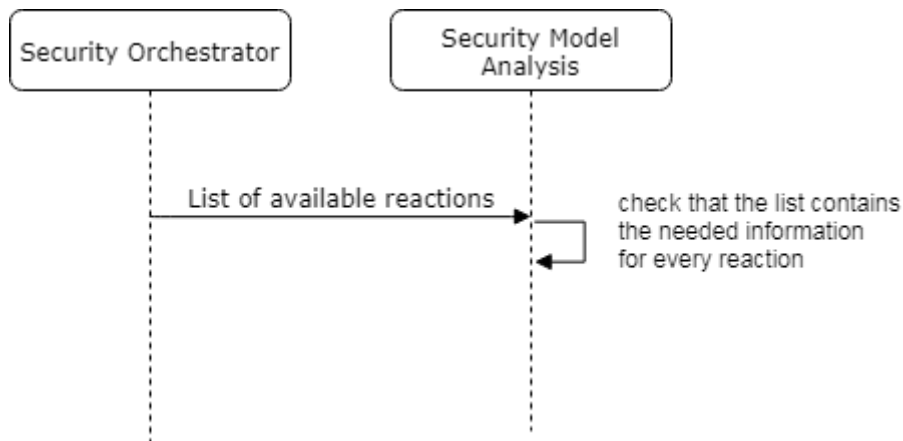 Security Orchestrator
Security Model
Analysis
List of available reactions
check that the list contains
the needed information
for every reaction